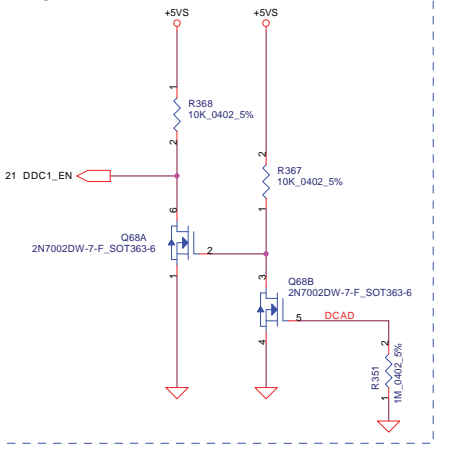 +5VS
+5VS
1
R368
10K_0402_5%
2
2
R367
10K_0402_5%
1
21 DDC1_EN
6
Q68A
2N7002DW-7-F_SOT363-6
2
1
3
Q68B
2N7002DW-7-F_SOT363-6
5
DCAD
4
2
R351
1M_0402_5%
1